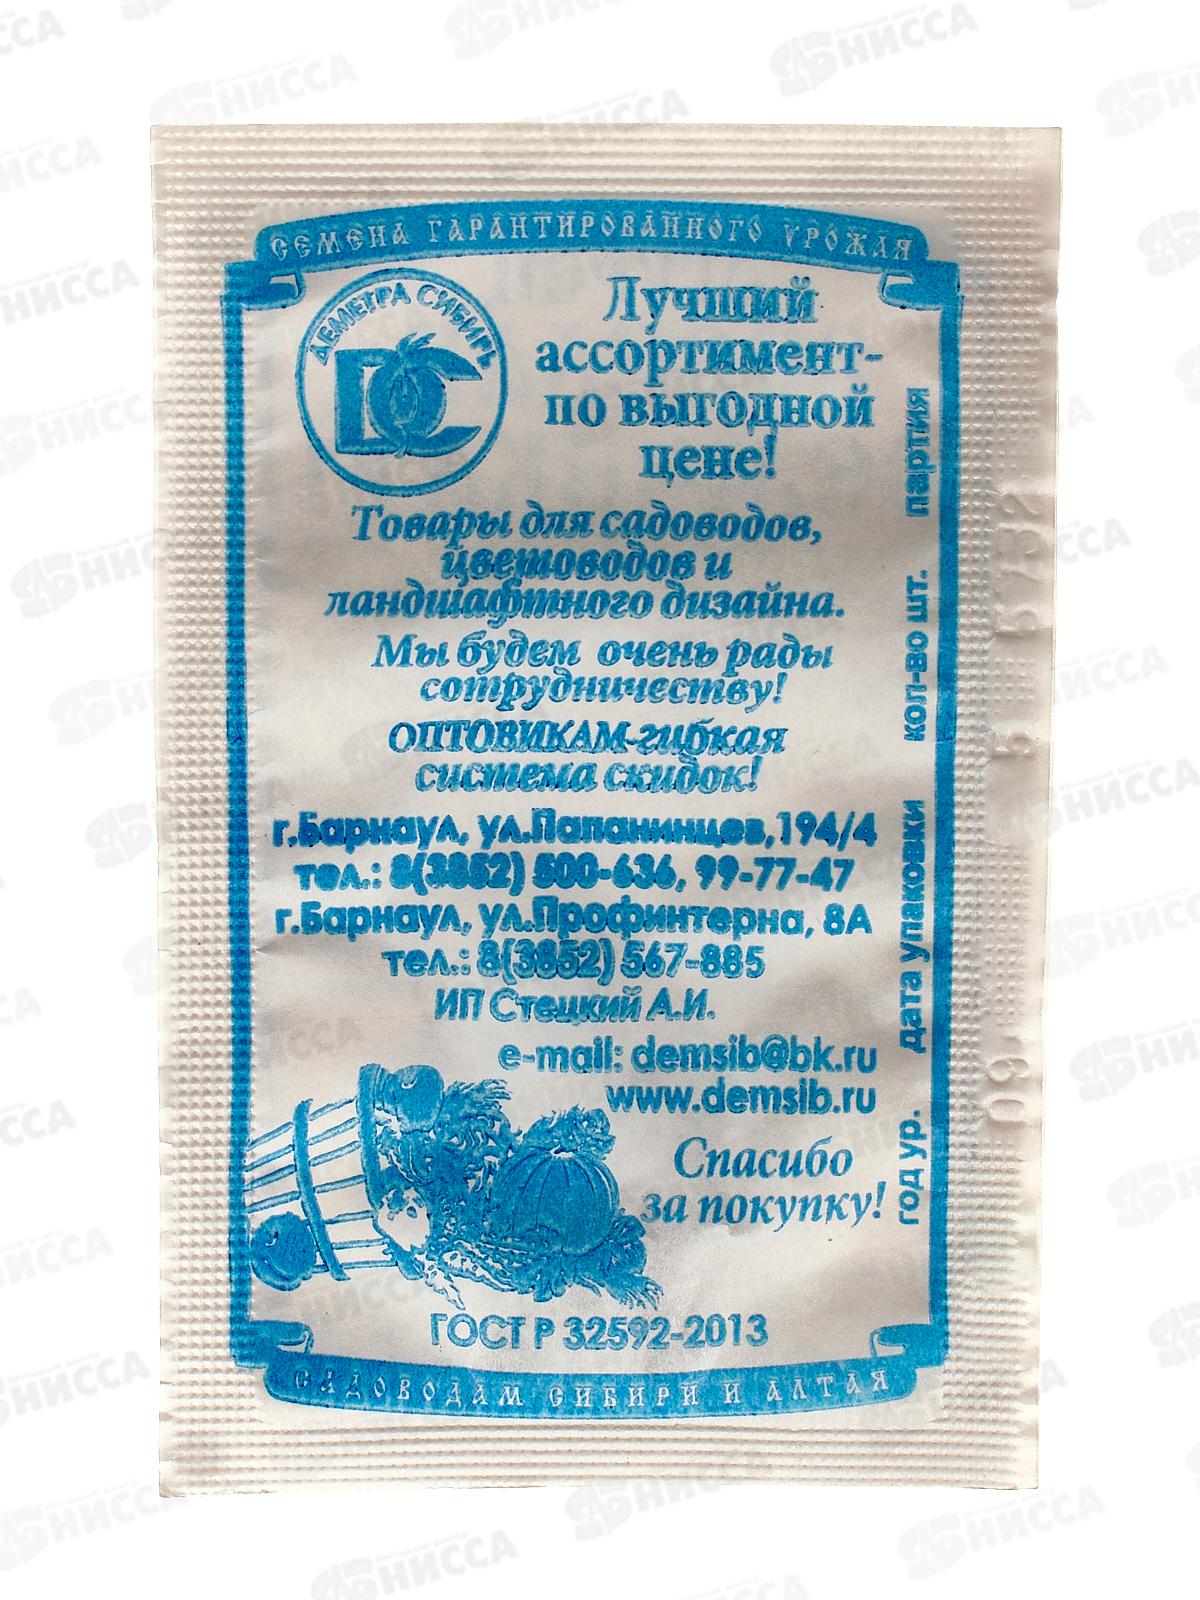 СЕМЕНА ГАРАНТИРОВАННОГО УРОЖАЯ
ДЕМЕТРА СИБИРЬ
ДС
Лучший
ассортимент-
по выгодной
цене!
Товары для садоводов,
цветоводов и
ландшафтного дизайна.
Мы будем очень рады
сотрудничеству!
ОПТОВИКАМ-гибкая
система скидок!
г.Барнаул, ул.Папанинцев,194/4
тел.: 8(3852) 500-636, 99-77-47
г.Барнаул, ул.Профинтерна, 8А
тел.: 8(3852) 567-885
ИП Стецкий А.И.
e-mail: demsib@bk.ru
www.demsib.ru
Спасибо
за покупку!
ГОСТ Р 32592-2013
САДОВОДАМ СИБИРИ И АЛТАЯ
год ур. дата упаковки кол-во шт. партия
НИССА